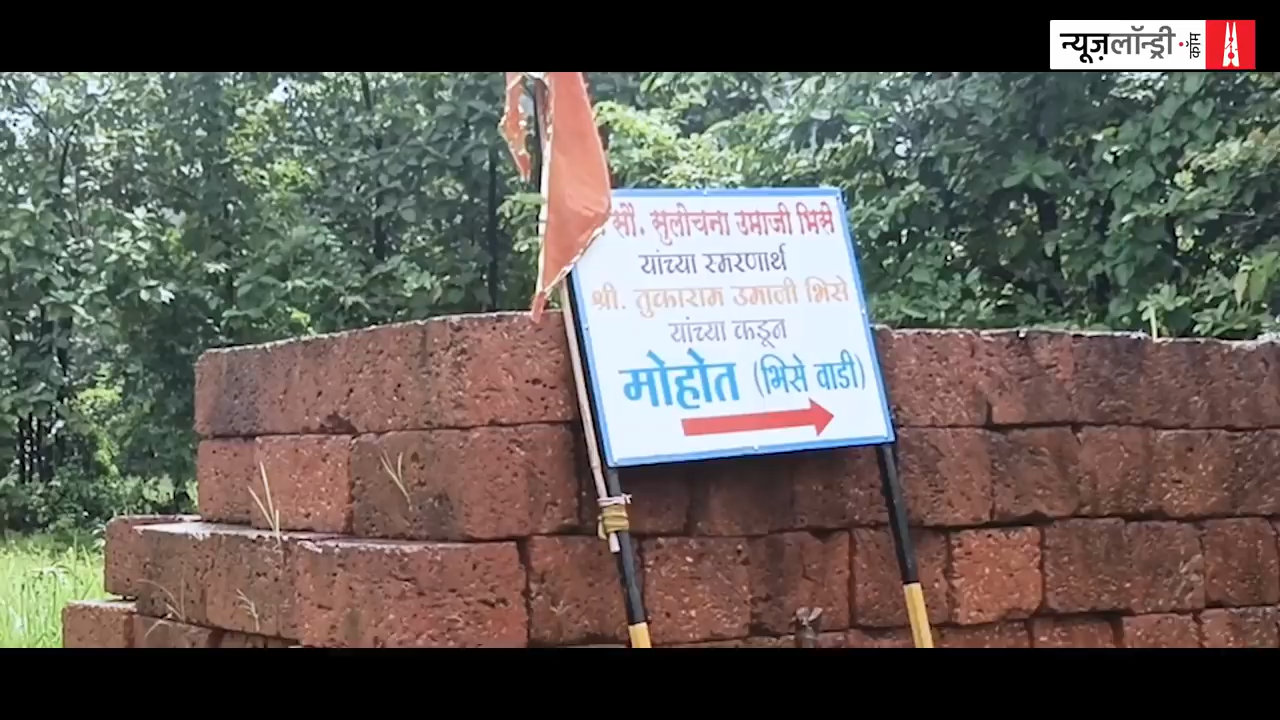 न्यूज़लॉन्ड्री.कॉम
सौ. सुलोचना उमाजी भिसे
यांच्या स्मरणार्थ
श्री. तुकाराम उमाजी भिसे
यांच्या कडून
मोहोत (भिसे वाडी)